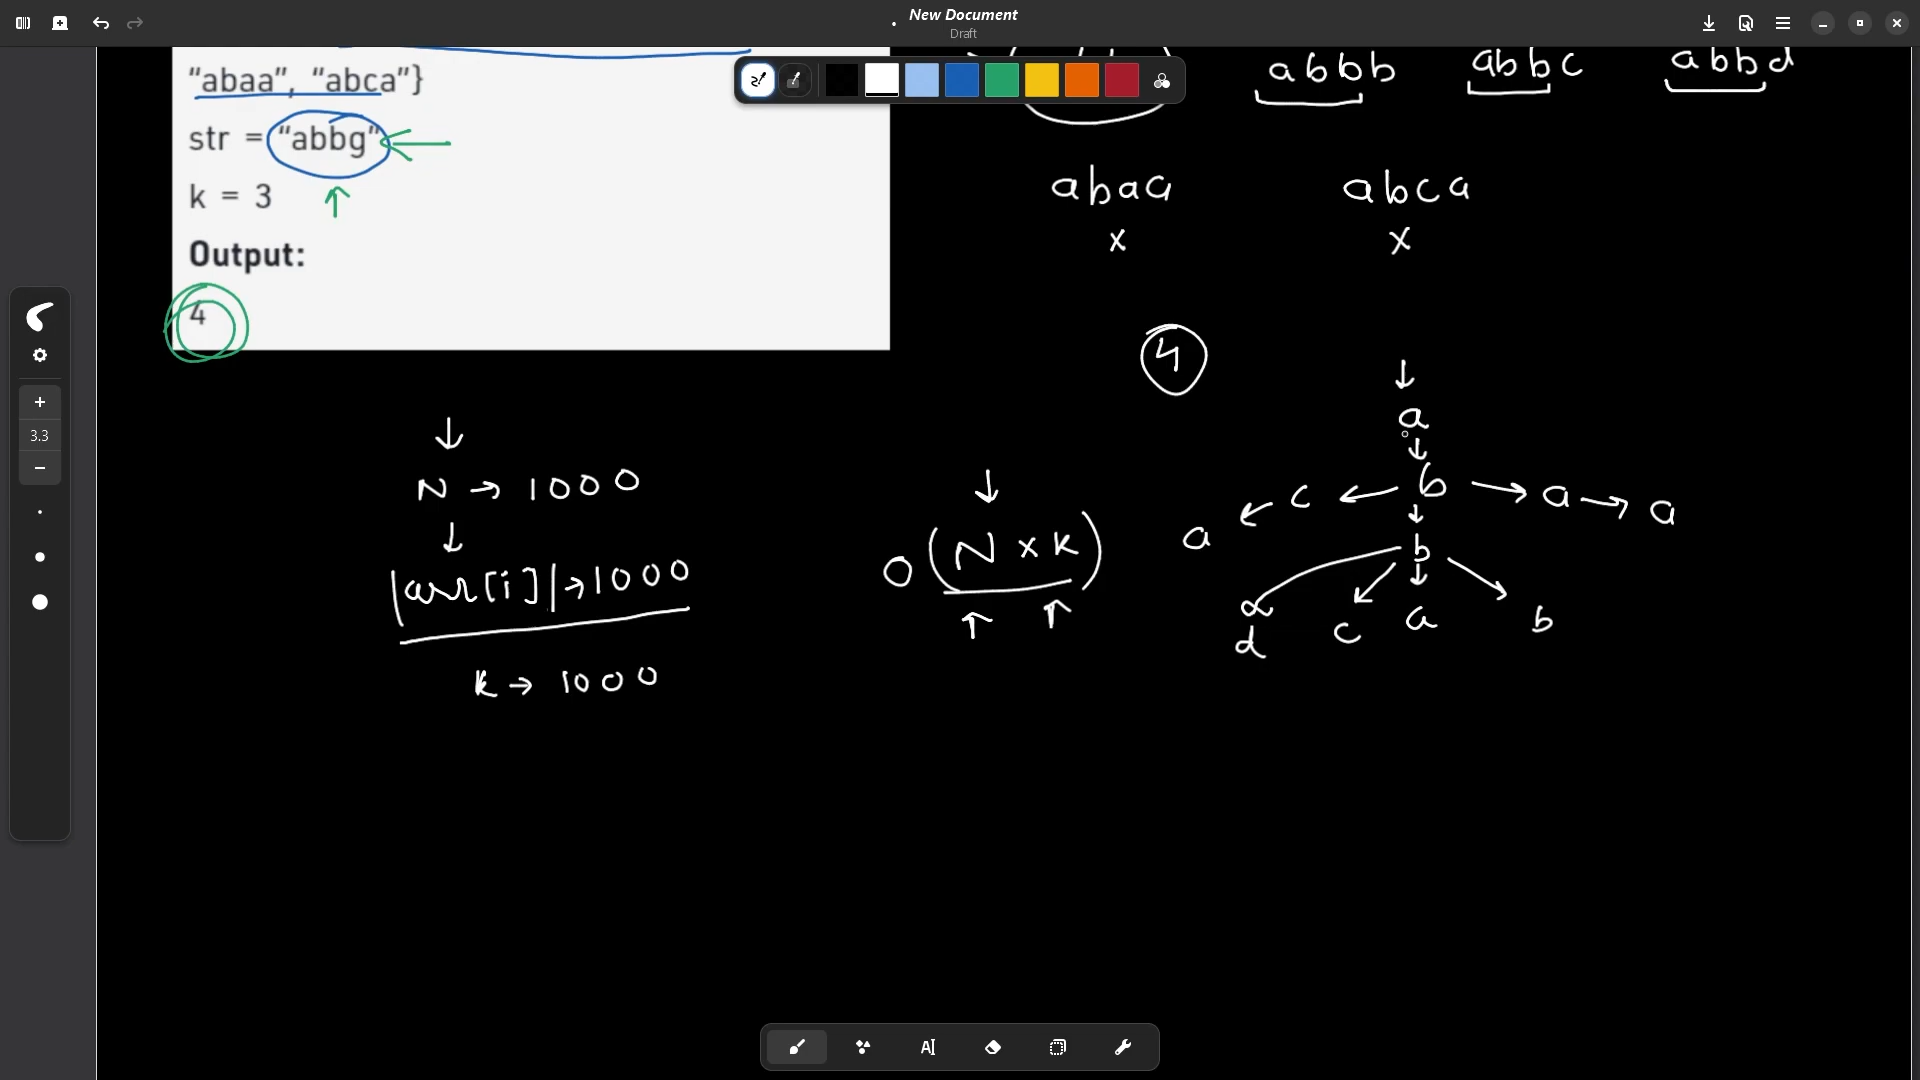 New Document
Draft
"abaa", "abca"}
str = "abbg"
k = 3
Output:
4
abbb abbc abbd
abaa abca
x x
4
N → 1000
|arr[i]| → 1000
k → 1000
O(N x k)
a
a c b a a
b
d c a b
3.3